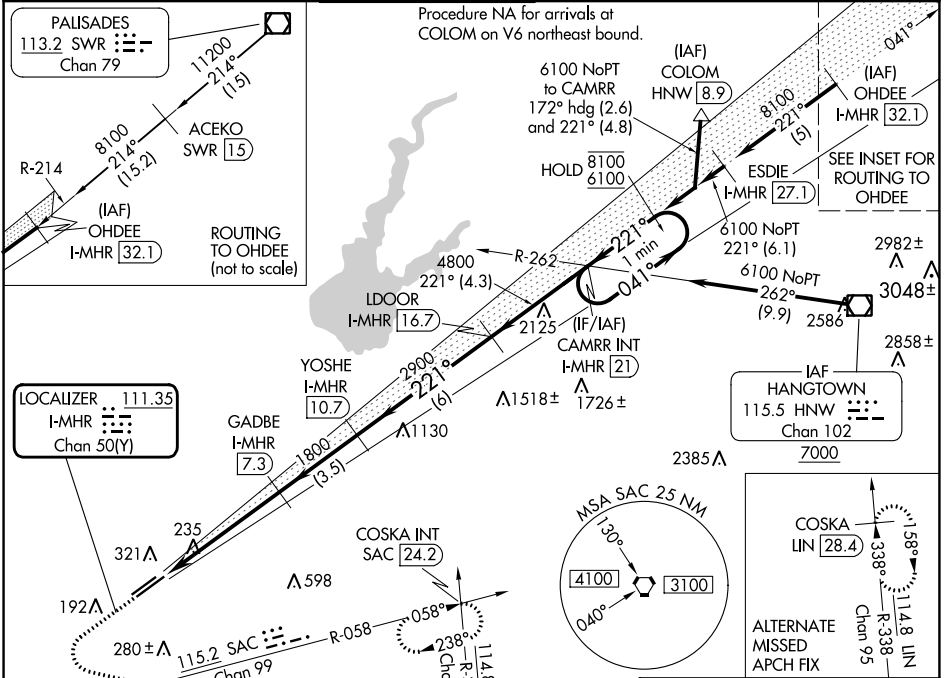 PALISADES
113.2 SWR
Chan 79
11200
214°
(15)
ACEKO
SWR 15
8100
214°
(15.2)
R-214
(IAF)
OHDEE
I-MHR 32.1
ROUTING
TO OHDEE
(not to scale)
Procedure NA for arrivals at
COLOM on V6 northeast bound.
6100 NoPT
to CAMRR
172° hdg (2.6)
and 221° (4.8)
(IAF)
COLOM
HNW 8.9
041°
(IAF)
OHDEE
I-MHR 32.1
8100
221°
(5)
SEE INSET FOR
ROUTING TO
OHDEE
HOLD 8100
6100
ESDIE
I-MHR 27.1
6100 NoPT
221° (6.1)
221°
1 min
041°
R-262
6100 NoPT
262°
(9.9)
2982±
3048±
2586
2858±
4800
221° (4.3)
LDOOR
I-MHR 16.7
2125
(IF/IAF)
CAMRR INT
I-MHR 21
IAF
HANGTOWN
115.5 HNW
Chan 102
7000
2900
221°
(6)
YOSHE
I-MHR
10.7
1518±
1726±
1130
LOCALIZER 111.35
I-MHR
Chan 50(Y)
GADBE
I-MHR
7.3
1800
(3.5)
2385
MSA SAC 25 NM
130°
4100
3100
040°
COSKA
LIN 28.4
158°
338°
R-338
114.8 LIN
Chan 95
ALTERNATE
MISSED
APCH FIX
321
235
192
280±
598
COSKA INT
SAC 24.2
115.2 SAC
Chan 99
R-058
058°
238°
114.8